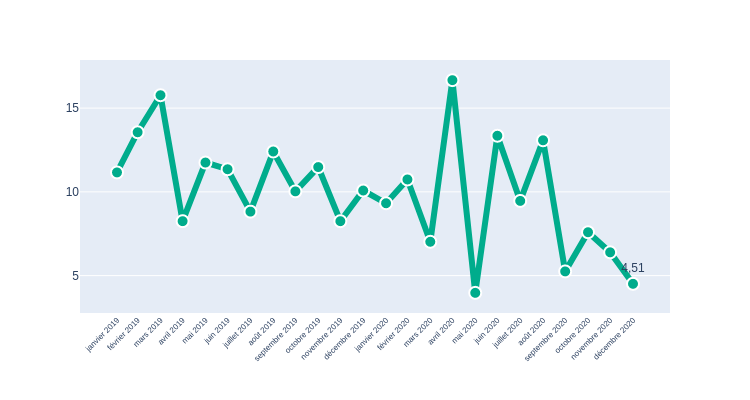 15
10
5
4,51
janvier 2019
février 2019
mars 2019
avril 2019
mai 2019
juin 2019
juillet 2019
août 2019
septembre 2019
octobre 2019
novembre 2019
décembre 2019
janvier 2020
février 2020
mars 2020
avril 2020
mai 2020
juin 2020
juillet 2020
août 2020
septembre 2020
octobre 2020
novembre 2020
décembre 2020